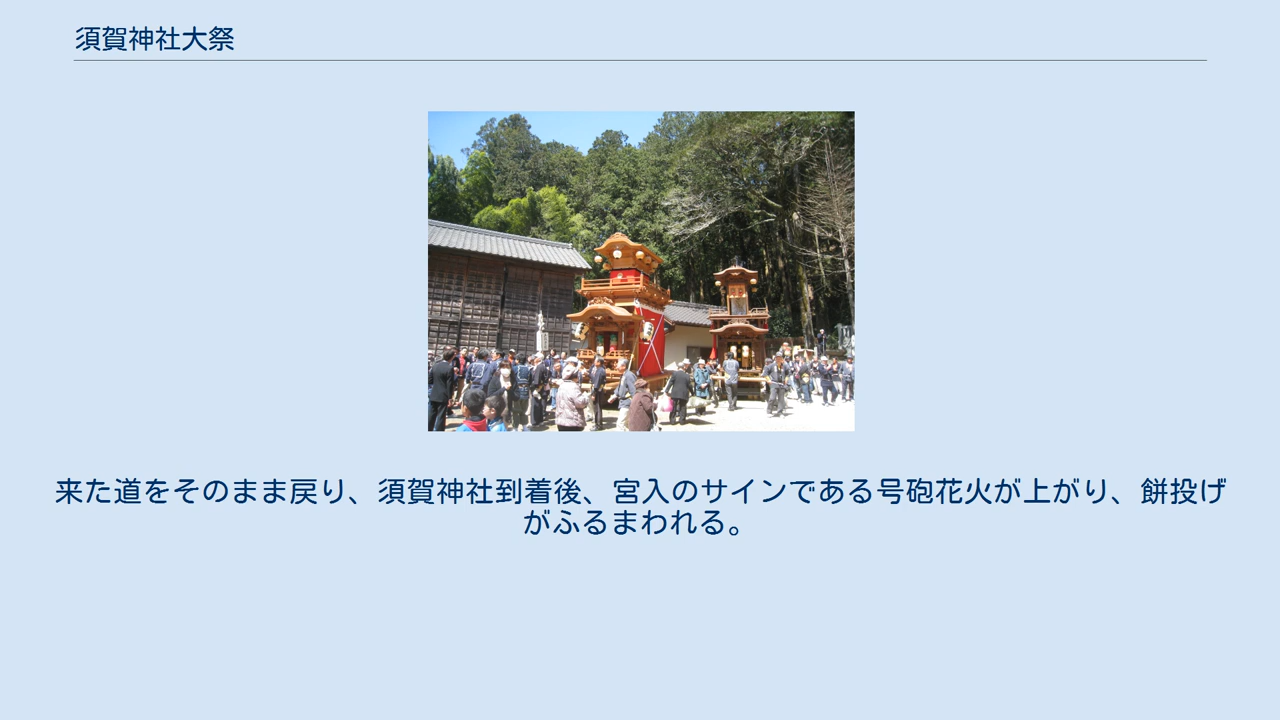 須賀神社大祭
来た道をそのまま戻り、須賀神社到着後、宮入のサインである号砲花火が上がり、餅投げ
がふるまわれる。